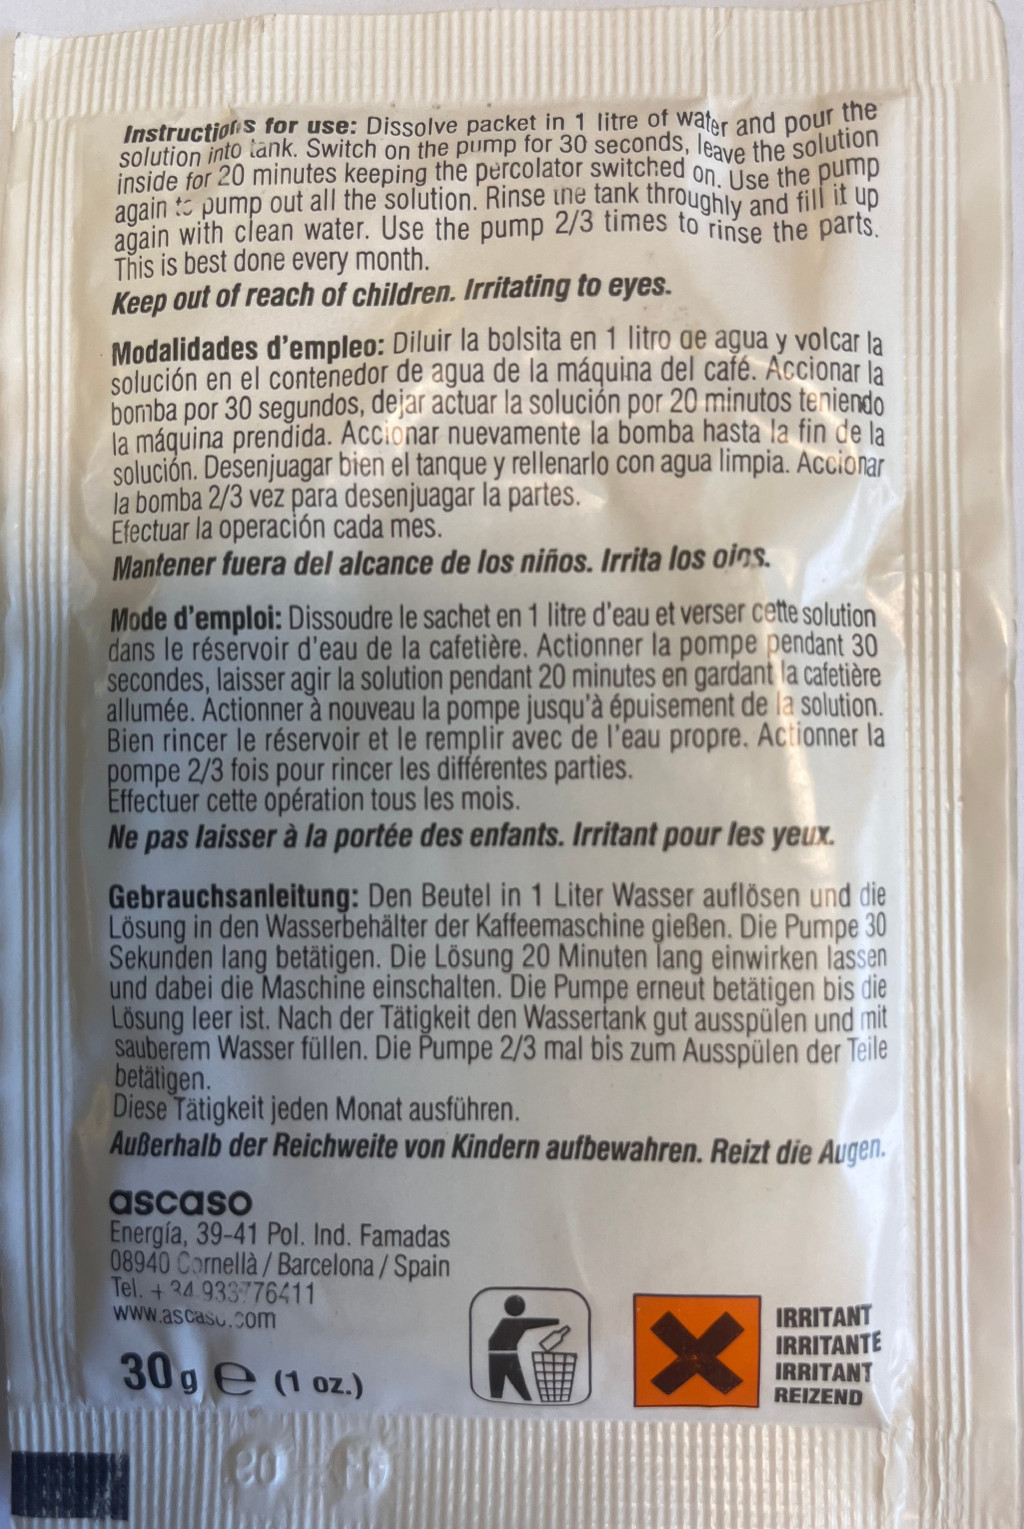 Instructions for use: Dissolve packet in 1 litre of water and pour the
solution into tank. Switch on the pump for 30 seconds, leave the solution
inside for 20 minutes keeping the percolator switched on. Use the pump
again to pump out all the solution. Rinse the tank throughly and fill it up
again with clean water. Use the pump 2/3 times to rinse the parts.
This is best done every month.
Keep out of reach of children. Irritating to eyes.
Modalidades d'empleo: Diluir la bolsita en 1 litro de agua y volcar la
solución en el contenedor de agua de la máquina del café. Accionar la
bomba por 30 segundos, dejar actuar la solución por 20 minutos teniendo
la máquina prendida. Accionar nuevamente la bomba hasta la fin de la
solución. Desenjuagar bien el tanque y rellenarlo con agua limpia. Accionar
la bomba 2/3 vez para desenjuagar la partes.
Efectuar la operación cada mes.
Mantener fuera del alcance de los niños. Irrita los ojos.
Mode d'emploi: Dissoudre le sachet en 1 litre d'eau et verser cette solution
dans le réservoir d'eau de la cafetière. Actionner la pompe pendant 30
secondes, laisser agir la solution pendant 20 minutes en gardant la cafetière
allumée. Actionner à nouveau la pompe jusqu'à épuisement de la solution.
Bien rincer le réservoir et le remplir avec de l'eau propre. Actionner la
pompe 2/3 fois pour rincer les différentes parties.
Effectuer cette opération tous les mois.
Ne pas laisser à la portée des enfants. Irritant pour les yeux.
Gebrauchsanleitung: Den Beutel in 1 Liter Wasser auflösen und die
Lösung in den Wasserbehälter der Kaffeemaschine gießen. Die Pumpe 30
Sekunden lang betätigen. Die Lösung 20 Minuten lang einwirken lassen
und dabei die Maschine einschalten. Die Pumpe erneut betätigen bis die
Lösung leer ist. Nach der Tätigkeit den Wassertank gut ausspülen und mit
sauberem Wasser füllen. Die Pumpe 2/3 mal bis zum Ausspülen der Teile
betätigen.
Diese Tätigkeit jeden Monat ausführen.
Außerhalb der Reichweite von Kindern aufbewahren. Reizt die Augen.
ascaso
Energía, 39-41 Pol. Ind. Famadas
08940 Cornellà / Barcelona / Spain
Tel. + 34 933776411
www.ascaso.com
30 g e (1 oz.)
IRRITANT
IRRITANTE
IRRITANT
REIZEND